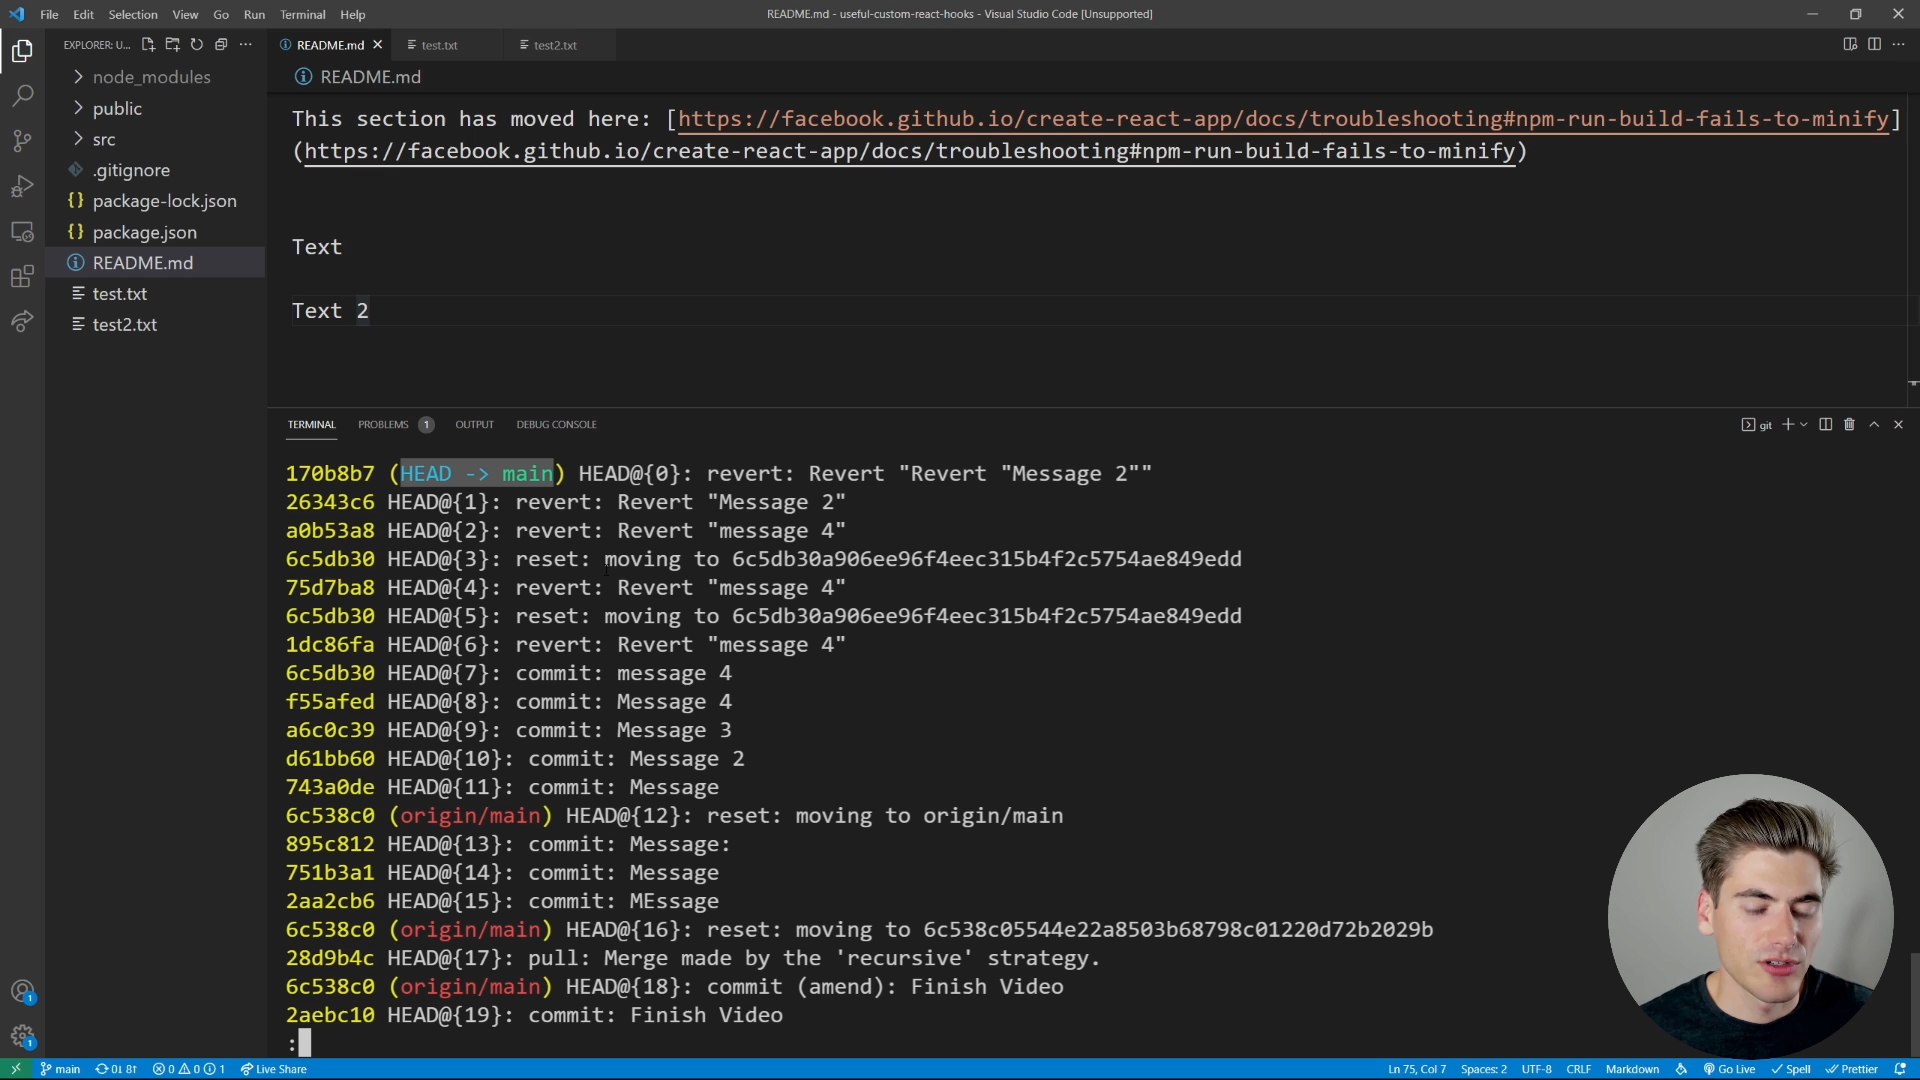 File Edit Selection View Go Run Terminal Help
README.md - useful-custom-react-hooks - Visual Studio Code [Unsupported]
EXPLORER: U...
README.md
test.txt
test2.txt
node_modules
public
src
.gitignore
package-lock.json
package.json
README.md
test.txt
test2.txt
README.md
This section has moved here: [https://facebook.github.io/create-react-app/docs/troubleshooting#npm-run-build-fails-to-minify]
(https://facebook.github.io/create-react-app/docs/troubleshooting#npm-run-build-fails-to-minify)
Text
Text 2
TERMINAL PROBLEMS 1 OUTPUT DEBUG CONSOLE
git
170b8b7 (HEAD -> main) HEAD@{0}: revert: Revert "Revert "Message 2""
26343c6 HEAD@{1}: revert: Revert "Message 2"
a0b53a8 HEAD@{2}: revert: Revert "message 4"
6c5db30 HEAD@{3}: reset: moving to 6c5db30a906ee96f4eec315b4f2c5754ae849edd
75d7ba8 HEAD@{4}: revert: Revert "message 4"
6c5db30 HEAD@{5}: reset: moving to 6c5db30a906ee96f4eec315b4f2c5754ae849edd
1dc86fa HEAD@{6}: revert: Revert "message 4"
6c5db30 HEAD@{7}: commit: message 4
f55afed HEAD@{8}: commit: Message 4
a6c0c39 HEAD@{9}: commit: Message 3
d61bb60 HEAD@{10}: commit: Message 2
743a0de HEAD@{11}: commit: Message
6c538c0 (origin/main) HEAD@{12}: reset: moving to origin/main
895c812 HEAD@{13}: commit: Message:
751b3a1 HEAD@{14}: commit: Message
2aa2cb6 HEAD@{15}: commit: MEssage
6c538c0 (origin/main) HEAD@{16}: reset: moving to 6c538c05544e22a8503b68798c01220d72b2029b
28d9b4c HEAD@{17}: pull: Merge made by the 'recursive' strategy.
6c538c0 (origin/main) HEAD@{18}: commit (amend): Finish Video
2aebc10 HEAD@{19}: commit: Finish Video
:
1
1
main 0↓ 8↑ 0 0 1 Live Share
Ln 75, Col 7 Spaces: 2 UTF-8 CRLF Markdown Go Live Spell Prettier